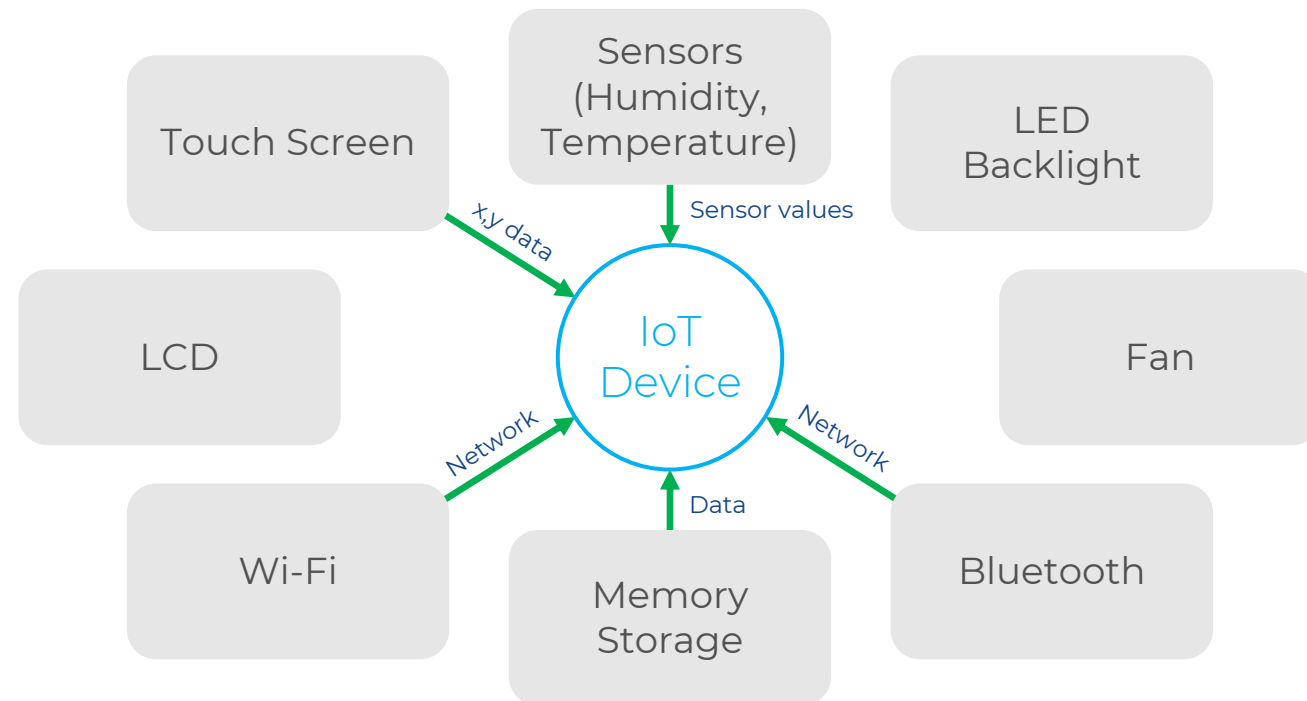 Sensors
(Humidity,
Temperature)
Touch Screen
LED
Backlight
x,y data
Sensor values
LCD
IoT
Device
Fan
Network
Network
Data
Wi-Fi
Memory
Storage
Bluetooth